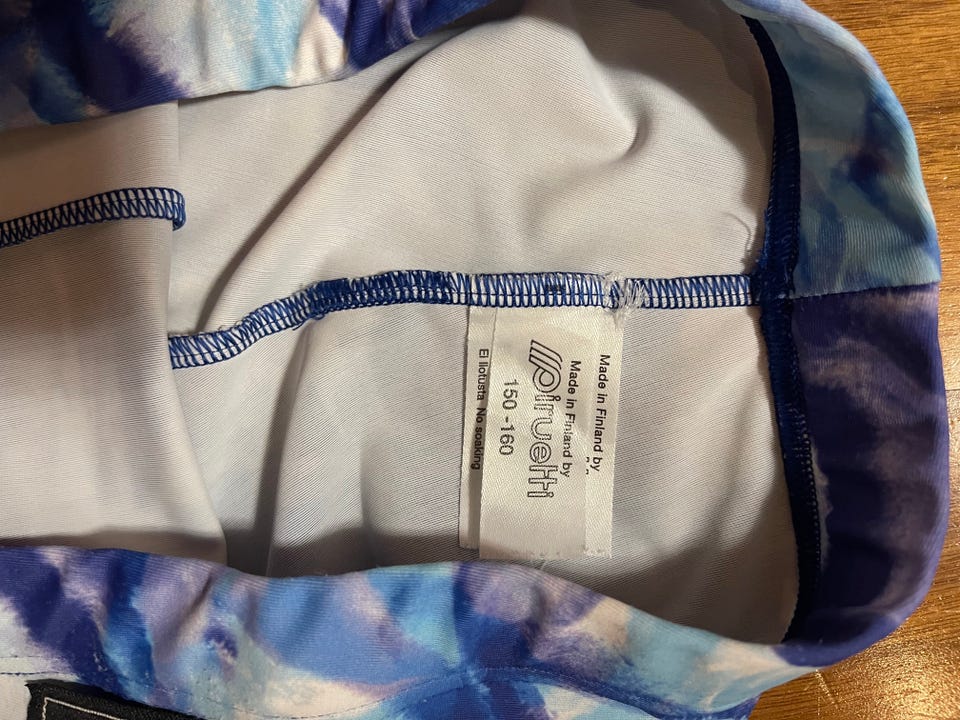 Made in Finland by
Made in Finland by
Piruetti
150-160
Ei liotusta No soaking